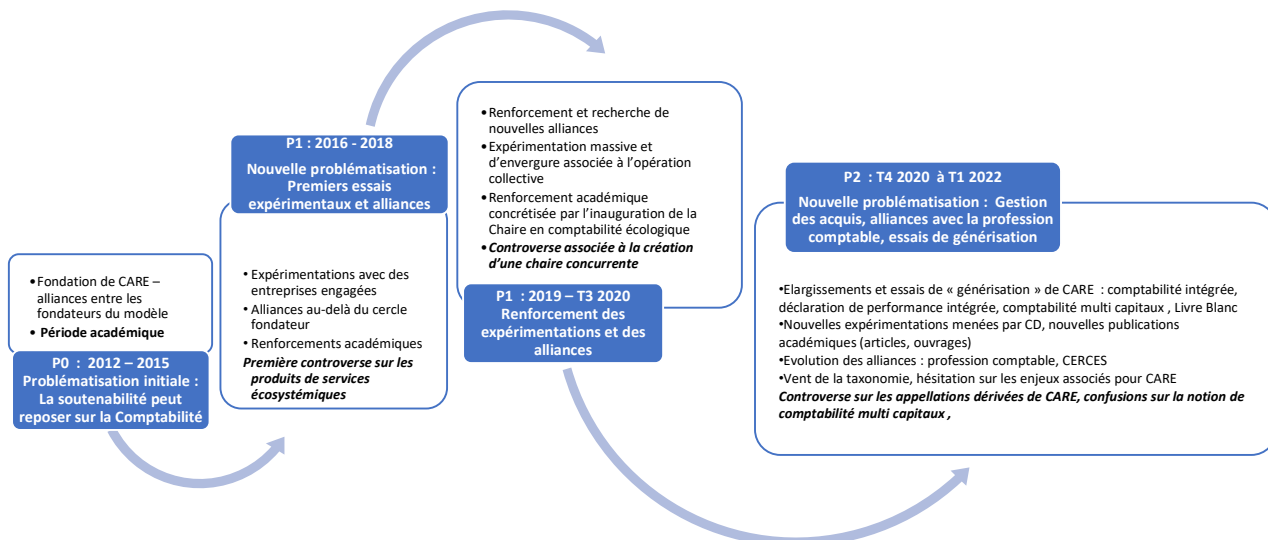 •Fondation de CARE –
alliances entre les
fondateurs du modèle
•Période académique
P0 : 2012 – 2015
Problématisation initiale :
La soutenabilité peut
reposer sur la Comptabilité
P1 : 2016 - 2018
Nouvelle problématisation :
Premiers essais
expérimentaux et alliances
• Expérimentations avec des
entreprises engagées
• Alliances au-delà du cercle
fondateur
• Renforcements académiques
Première controverse sur les
produits de services
écosystémiques
•Renforcement et recherche de
nouvelles alliances
•Expérimentation massive et
d’envergure associée à l’opération
collective
•Renforcement académique
concrétisée par l’inauguration de la
Chaire en comptabilité écologique
•Controverse associée à la création
d’une chaire concurrente
P1 : 2019 – T3 2020
Renforcement des
expérimentations et des
alliances
P2 : T4 2020 à T1 2022
Nouvelle problématisation : Gestion
des acquis, alliances avec la profession
comptable, essais de générisation
•Elargissements et essais de « générisation » de CARE : comptabilité intégrée,
déclaration de performance intégrée, comptabilité multi capitaux , Livre Blanc
•Nouvelles expérimentations menées par CD, nouvelles publications
académiques (articles, ouvrages)
•Evolution des alliances : profession comptable, CERCES
•Vent de la taxonomie, hésitation sur les enjeux associés pour CARE
Controverse sur les appellations dérivées de CARE, confusions sur la notion de
comptabilité multi capitaux ,